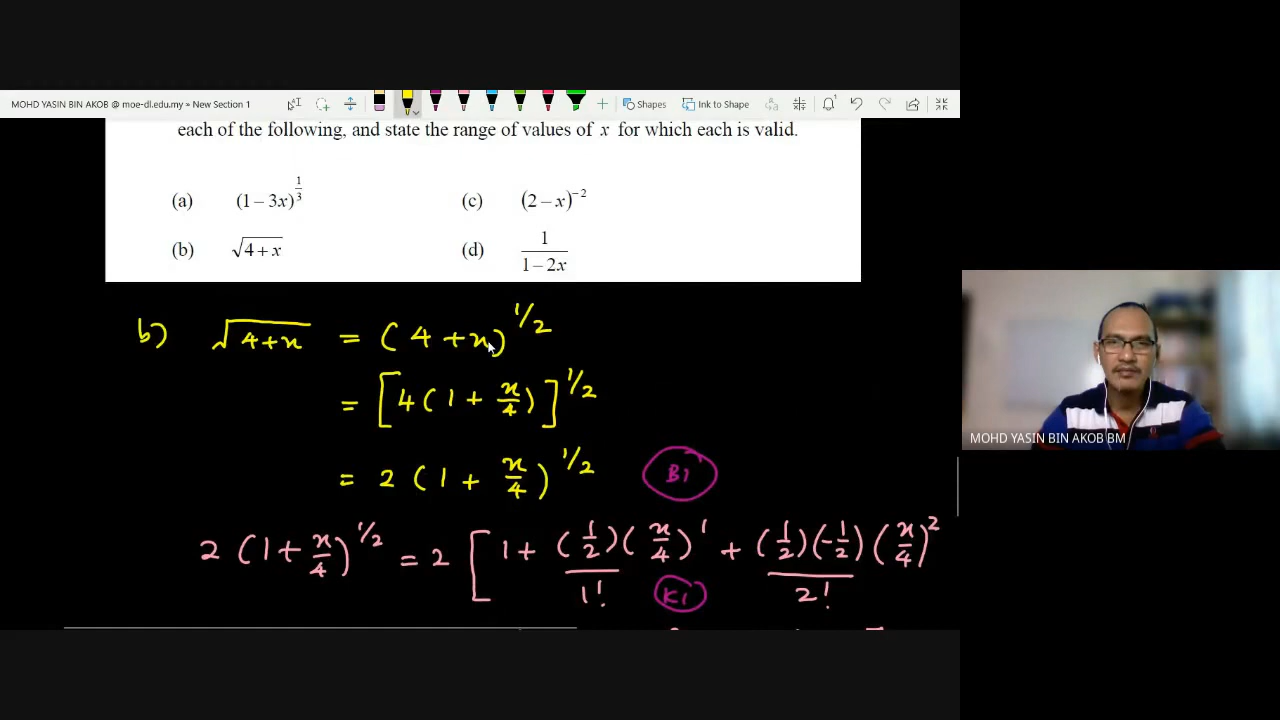 MOHD YASIN BIN AKOB @ moe-dl.edu.my » New Section 1
Shapes Ink to Shape
each of the following, and state the range of values of x for which each is valid.
(a) (1 – 3x)^(1/3) (c) (2 – x)^(–2)
(b) √(4 + x) (d) 1/(1 – 2x)
b) √(4+x) = (4 + x)^(1/2)
= [4(1 + x/4)]^(1/2)
= 2 (1 + x/4)^(1/2) B1
2 (1 + x/4)^(1/2) = 2 [1 + (1/2)(x/4)^1/1! + (1/2)(-1/2)(x/4)^2/2!
K1
MOHD YASIN BIN AKOB BM